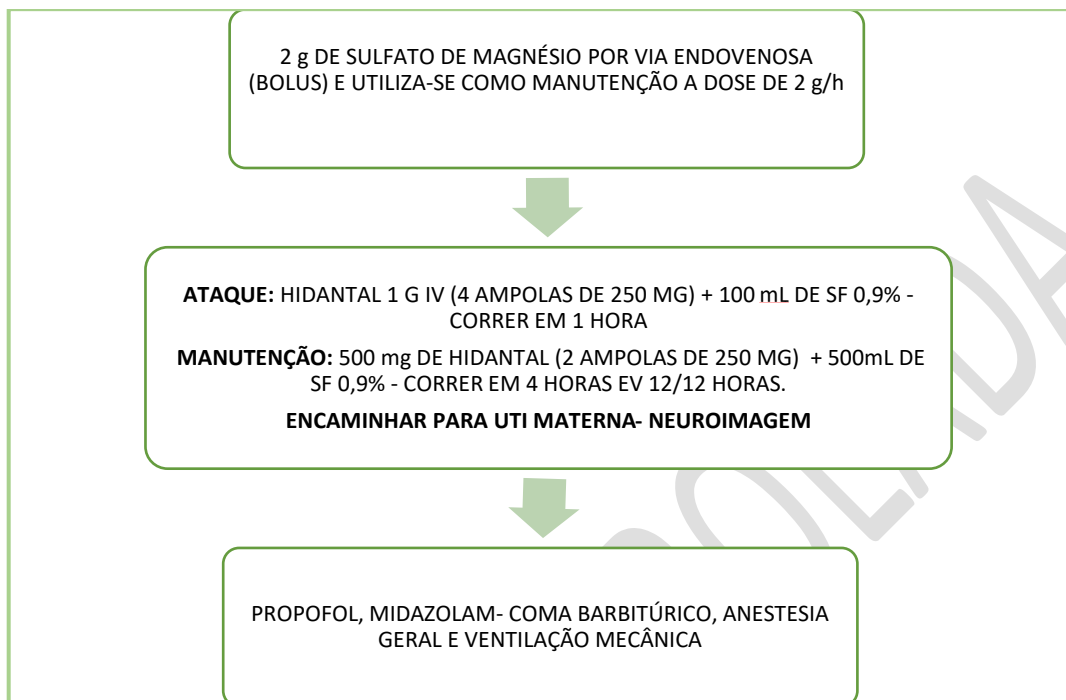 2 g DE SULFATO DE MAGNÉSIO POR VIA ENDOVENOSA
(BOLUS) E UTILIZA-SE COMO MANUTENÇÃO A DOSE DE 2 g/h
ATAQUE: HIDANTAL 1 G IV (4 AMPOLAS DE 250 MG) + 100 mL DE SF 0,9% -
CORRER EM 1 HORA
MANUTENÇÃO: 500 mg DE HIDANTAL (2 AMPOLAS DE 250 MG) + 500mL DE
SF 0,9% - CORRER EM 4 HORAS EV 12/12 HORAS.
ENCAMINHAR PARA UTI MATERNA- NEUROIMAGEM
PROPOFOL, MIDAZOLAM- COMA BARBITÚRICO, ANESTESIA
GERAL E VENTILAÇÃO MECÂNICA